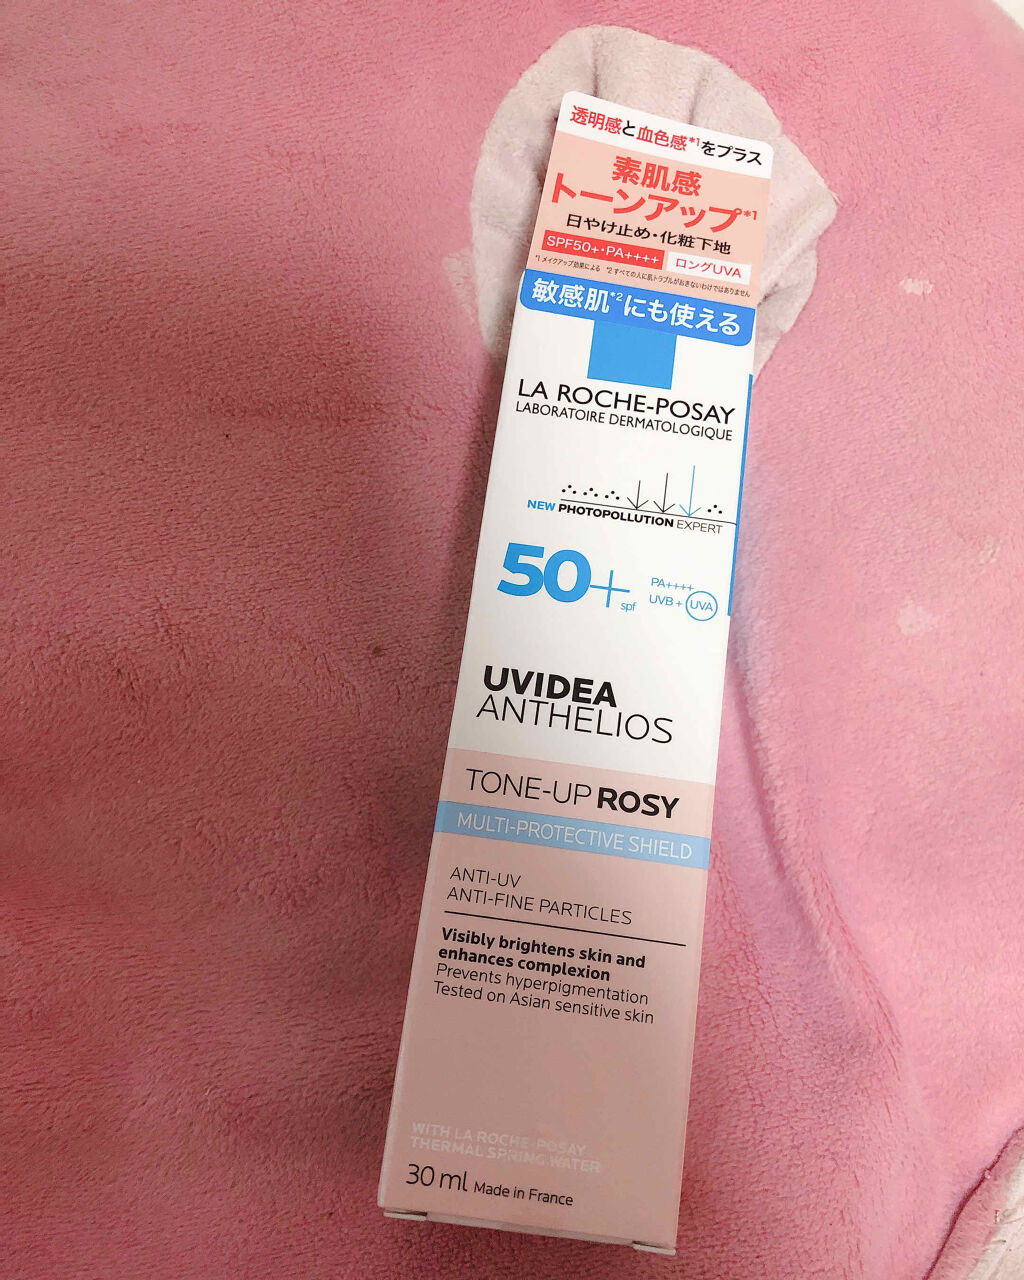 透明感と血色感*1をプラス
素肌感
トーンアップ*1
日やけ止め・化粧下地
SPF50+・PA++++ ロングUVA
*1 メイクアップ効果による *2 すべての人に肌トラブルがおきないわけではありません
敏感肌*2にも使える
LA ROCHE-POSAY
LABORATOIRE DERMATOLOGIQUE
NEW PHOTOPOLLUTION EXPERT
50+ spf
PA++++
UVB + UVA
UVIDEA
ANTHELIOS
TONE-UP ROSY
MULTI-PROTECTIVE SHIELD
ANTI-UV
ANTI-FINE PARTICLES
Visibly brightens skin and
enhances complexion
Prevents hyperpigmentation
Tested on Asian sensitive skin
WITH LA ROCHE-POSAY
THERMAL SPRING WATER
30 ml Made in France